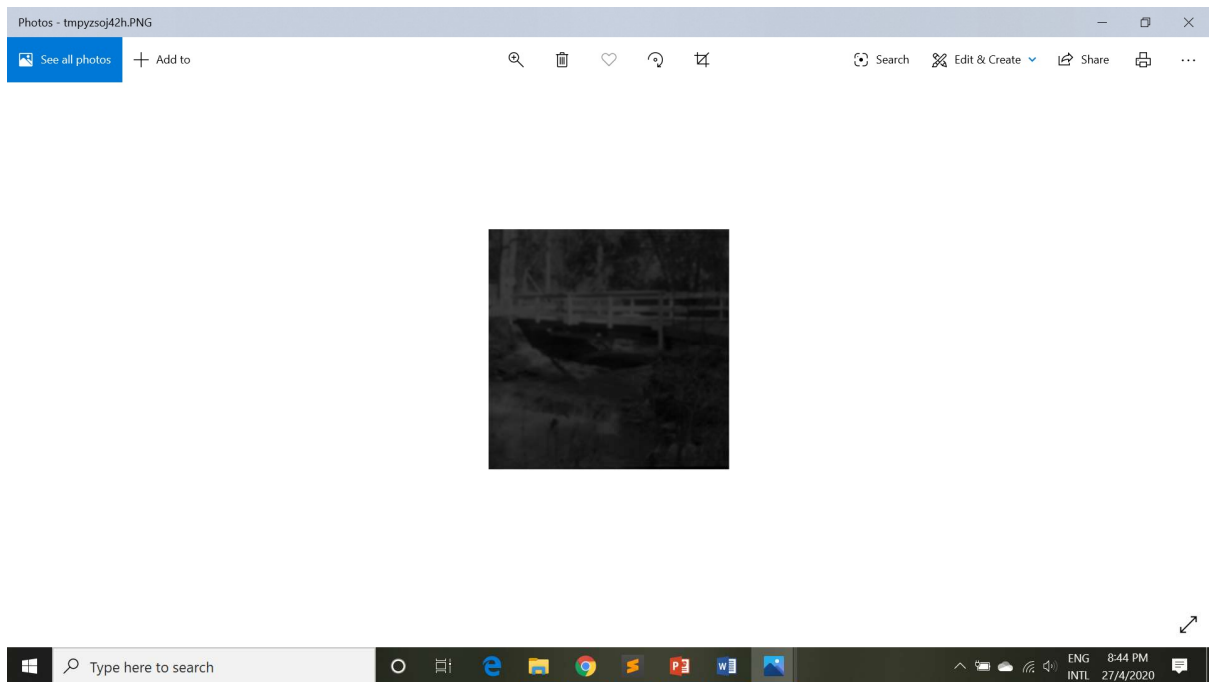 Photos - tmpyzsoj42h.PNG
See all photos
Add to
Search
Edit & Create
Share
Type here to search
ENG
INTL
8:44 PM
27/4/2020